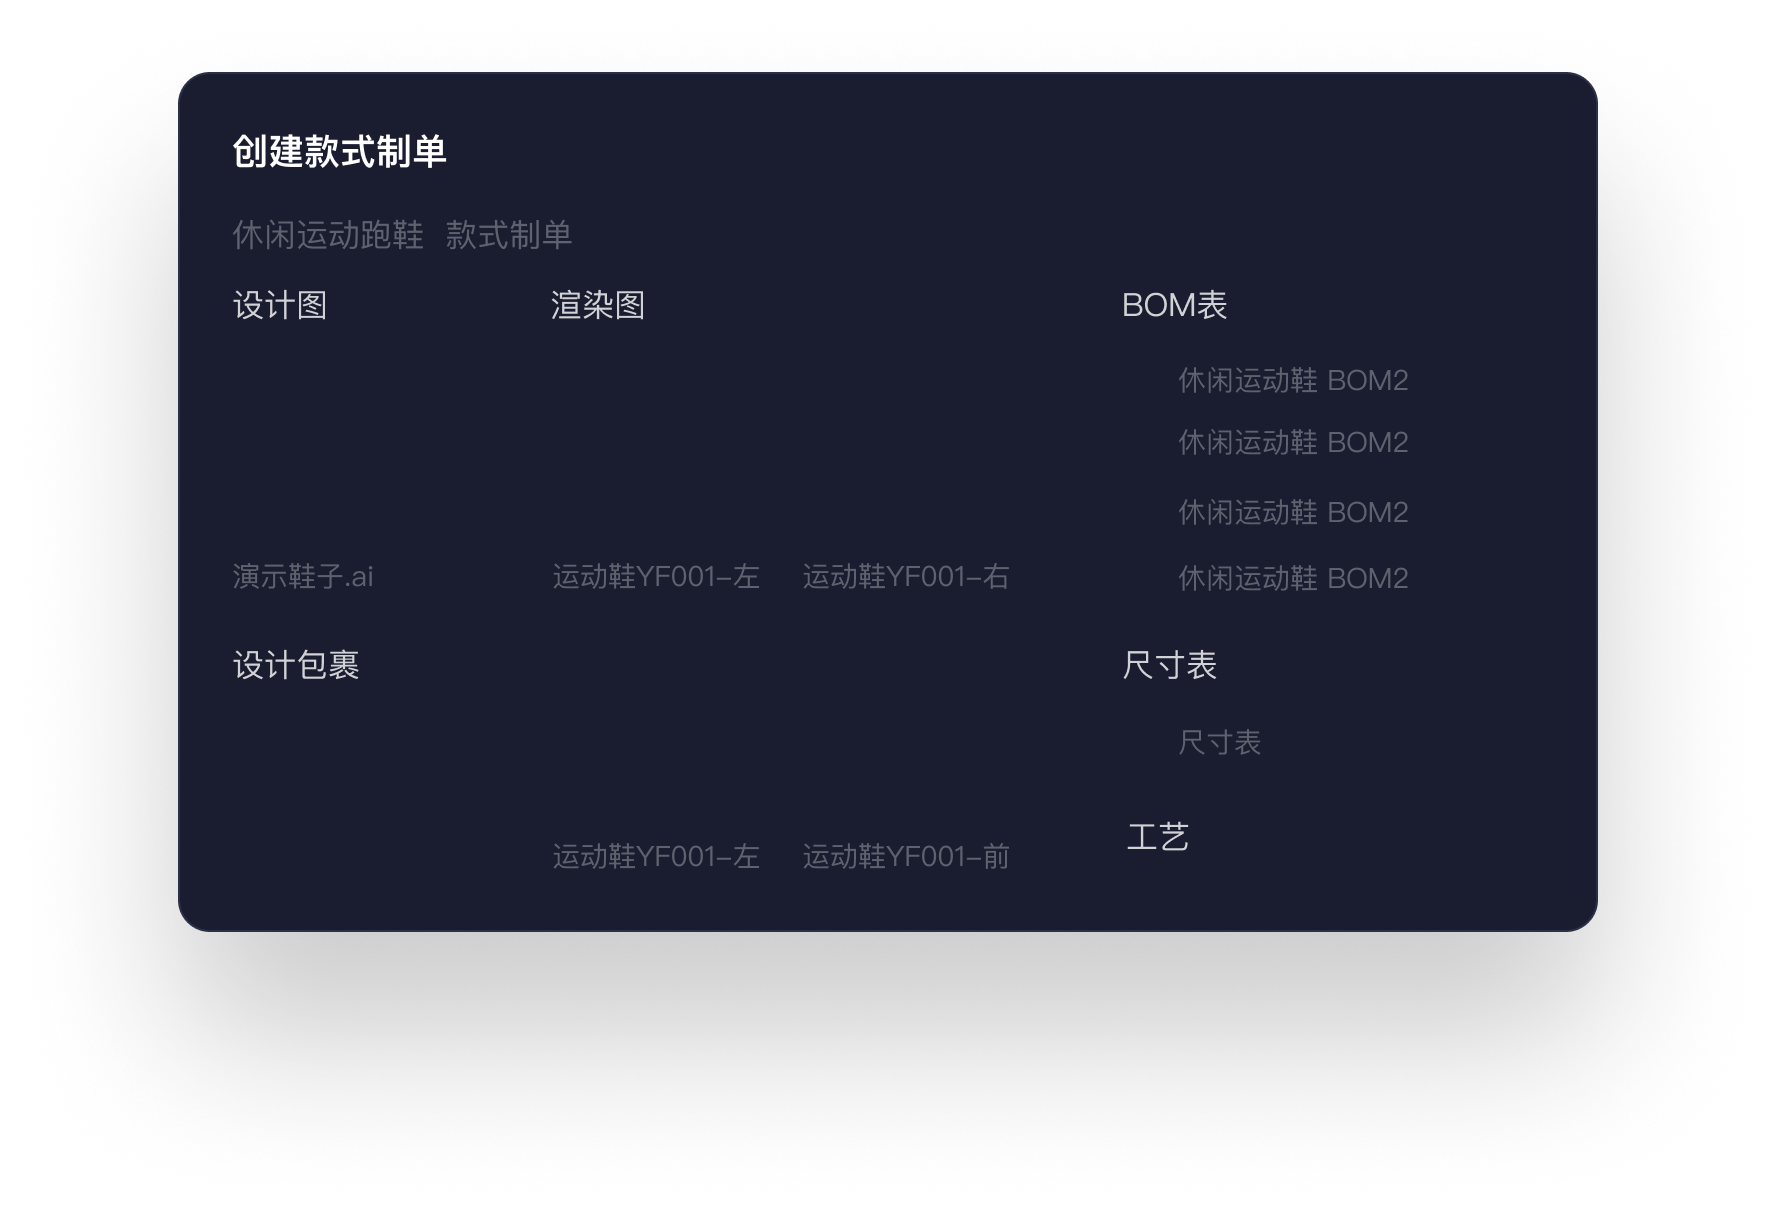 创建款式制单
休闲运动跑鞋 款式制单
设计图
渲染图
BOM表
休闲运动鞋 BOM2
休闲运动鞋 BOM2
休闲运动鞋 BOM2
休闲运动鞋 BOM2
演示鞋子.ai
运动鞋YF001-左
运动鞋YF001-右
设计包裹
尺寸表
尺寸表
工艺
运动鞋YF001-左
运动鞋YF001-前